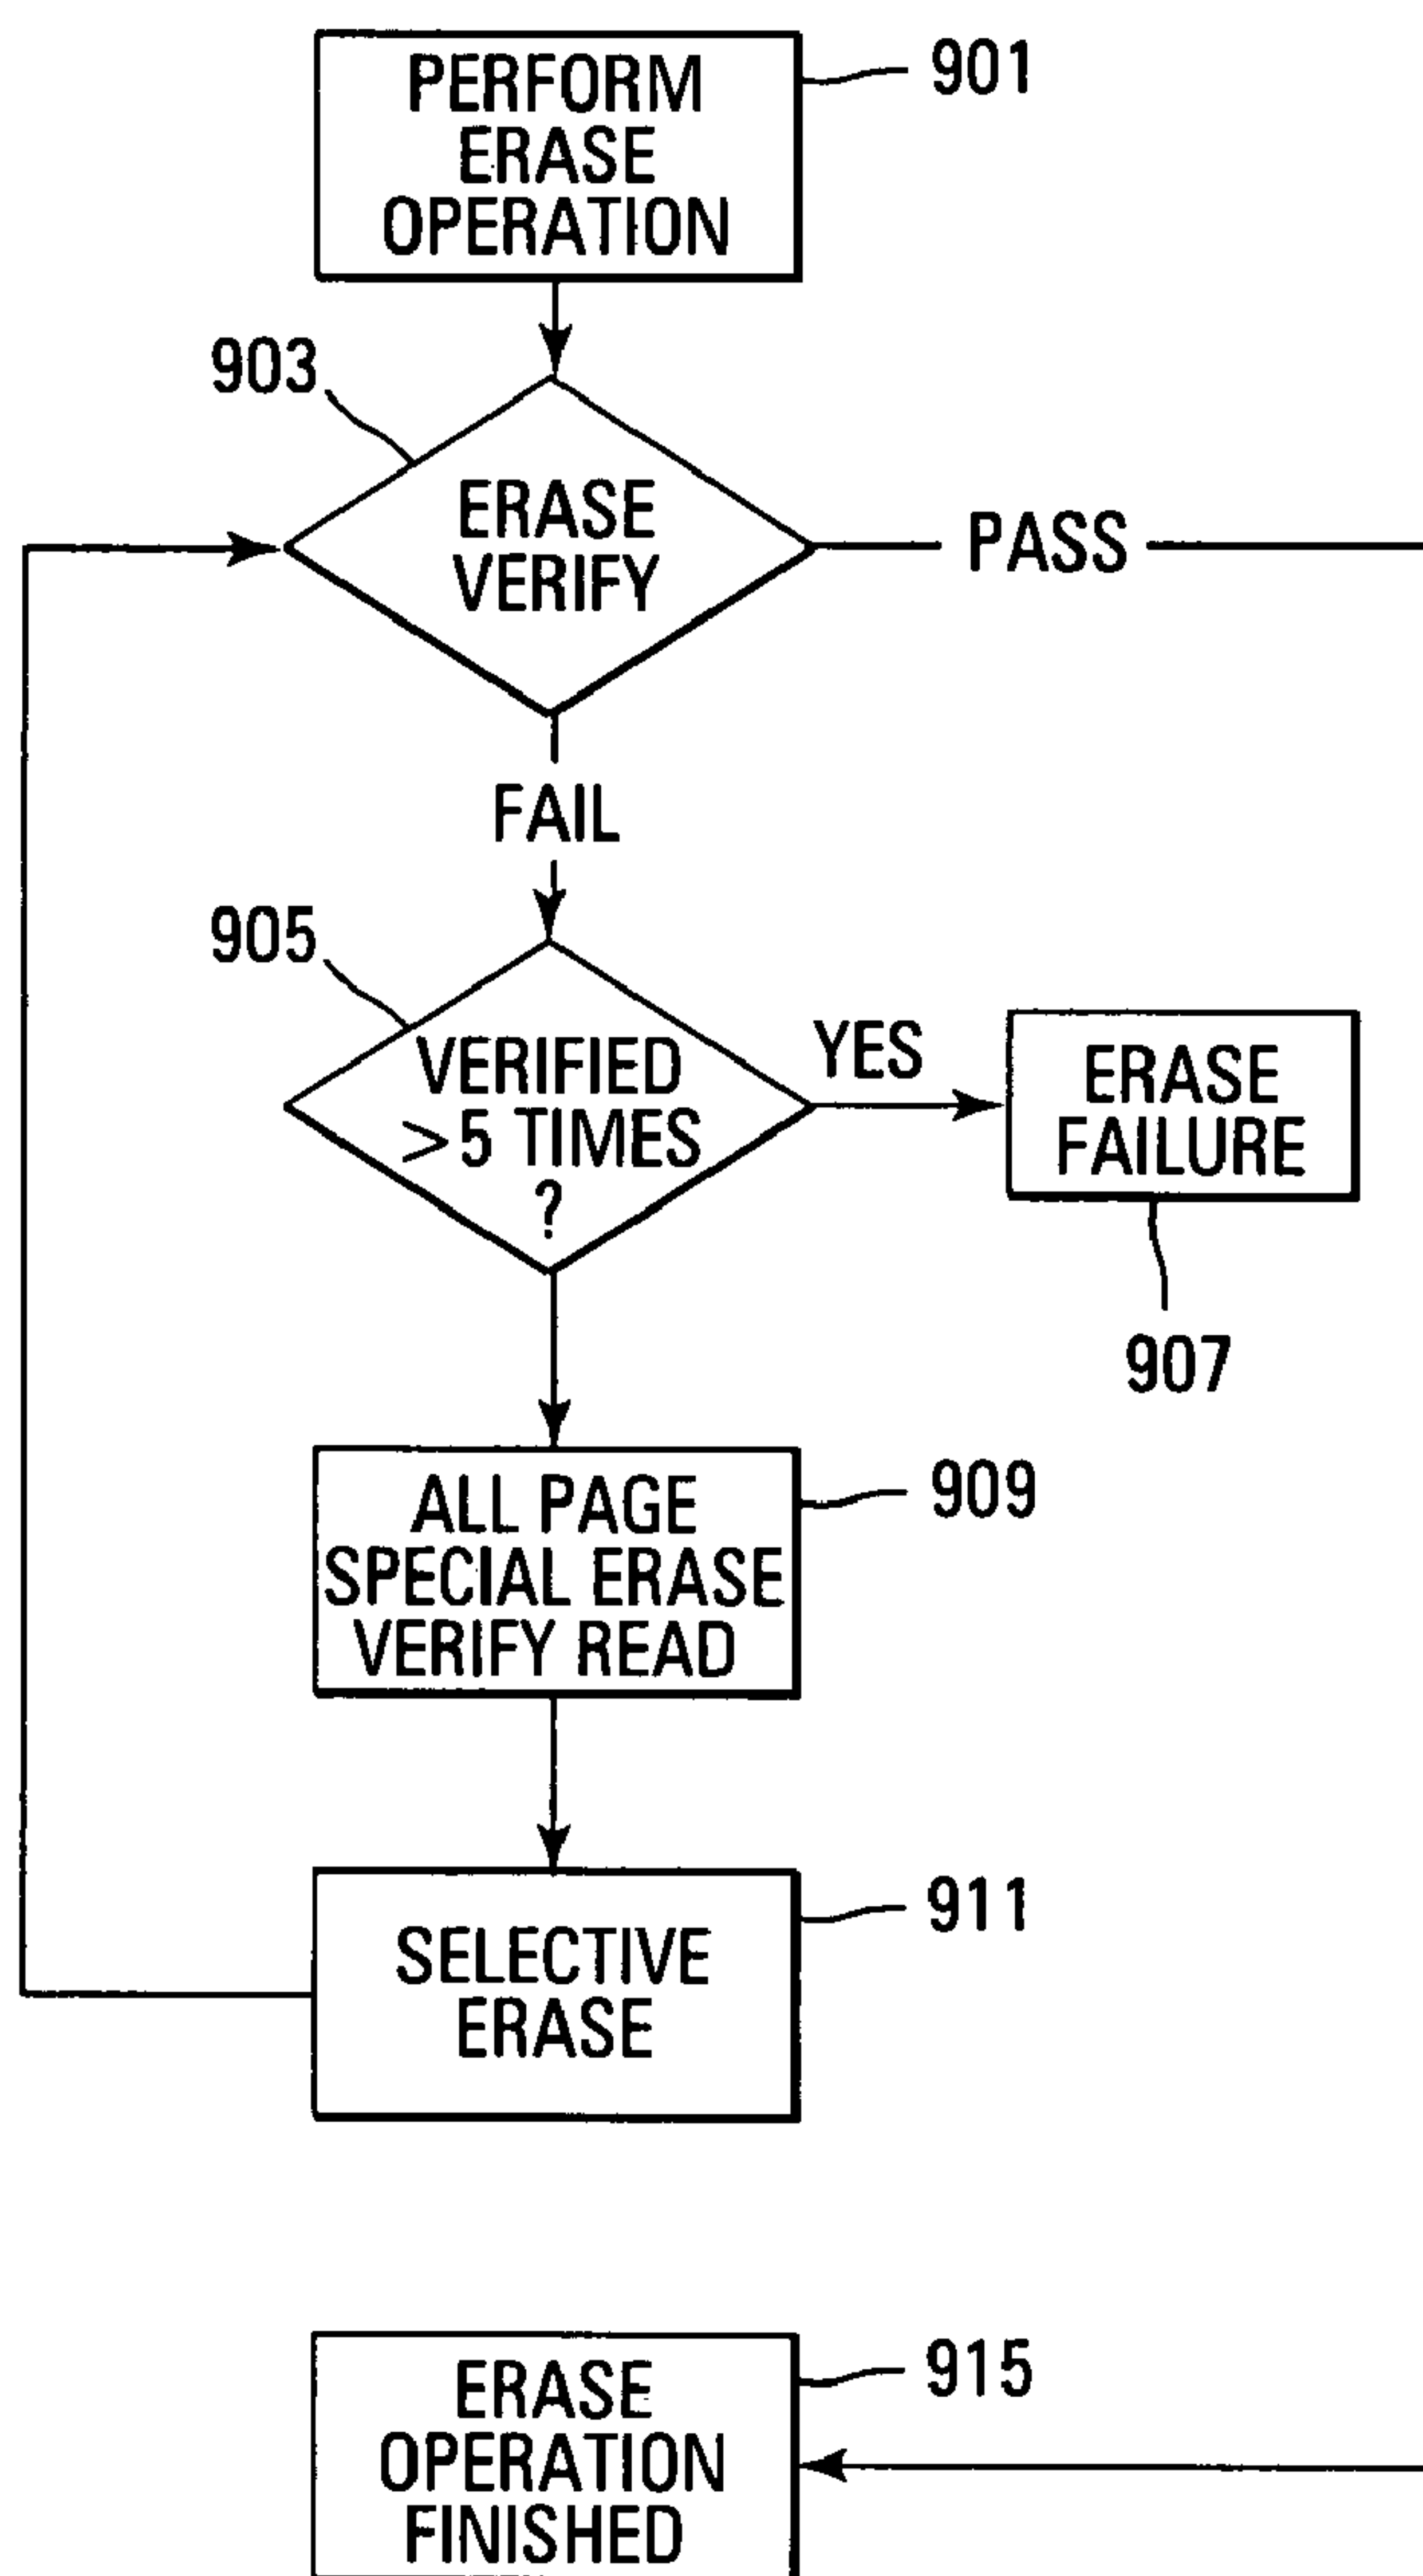 PERFORM
ERASE
OPERATION
901
903
ERASE
VERIFY
PASS
FAIL
905
VERIFIED
>5 TIMES
?
YES
ERASE
FAILURE
907
ALL PAGE
SPECIAL ERASE
VERIFY READ
909
SELECTIVE
ERASE
911
ERASE
OPERATION
FINISHED
915